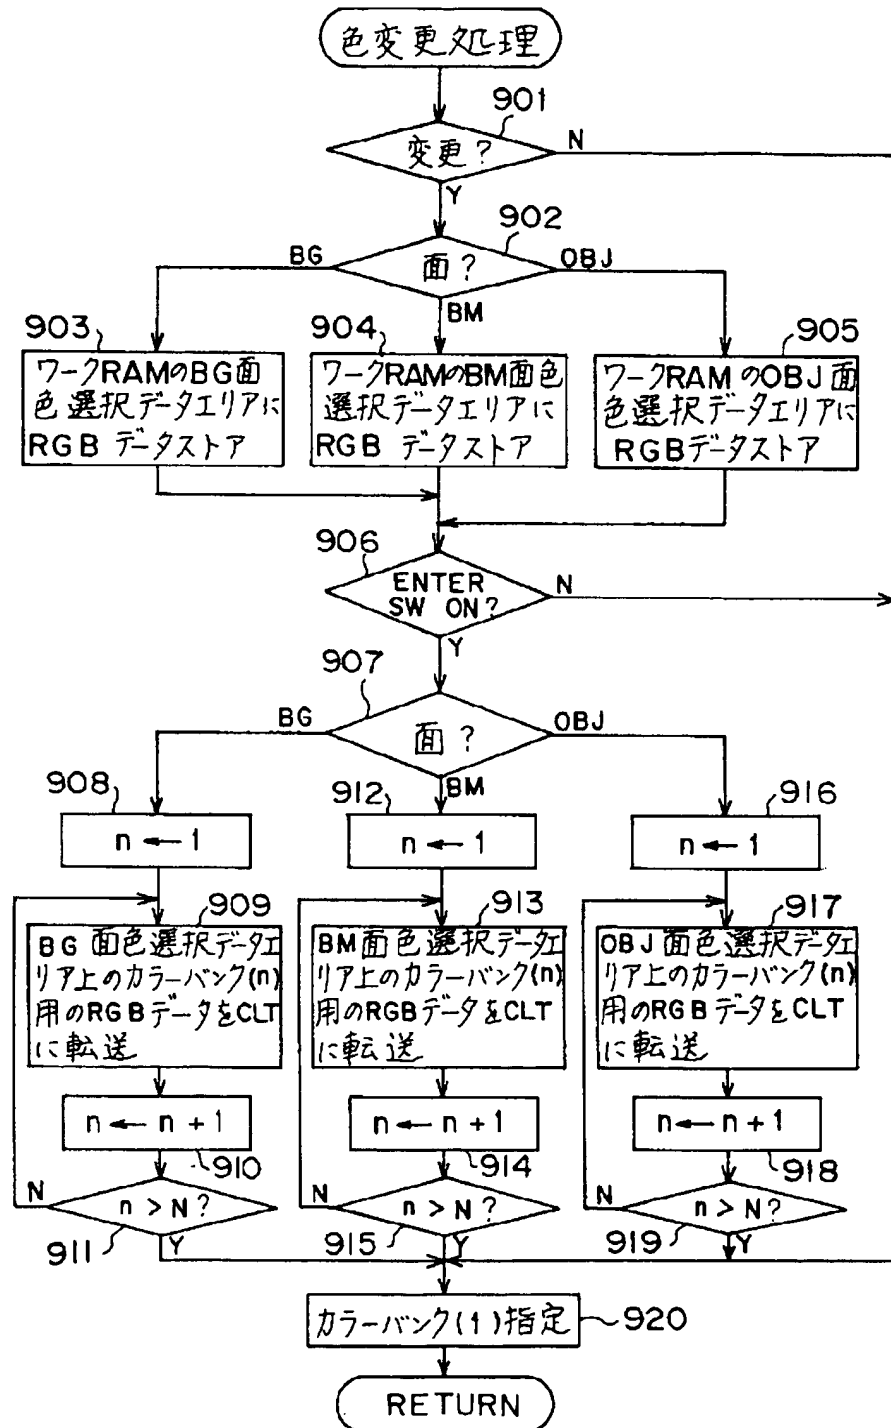 色変更処理
901
変更?
N
Y
902
面?
BG
OBJ
BM
903
ワークRAMのBG面
色選択データエリアに
RGB データストア
904
ワークRAMのBM面色
選択データエリアに
RGB データストア
905
ワークRAMのOBJ面
色選択データエリアに
RGBデータストア
906
ENTER
SW ON?
N
Y
907
面?
BG
OBJ
BM
908
n ← 1
912
n ← 1
916
n ← 1
909
BG 面色選択データエ
リア上のカラーバンク(n)
用のRGBデータをCLT
に転送
913
BM面色選択データエ
リア上のカラーバンク(n)
用のRGBデータをCLT
に転送
917
OBJ面色選択データエ
リア上のカラーバンク(n)
用のRGBデータをCLT
に転送
n ← n + 1
910
n ← n + 1
914
n ← n + 1
918
N
n > N?
911
Y
N
n > N?
915
Y
N
n > N?
919
Y
カラーバンク(1)指定
920
RETURN